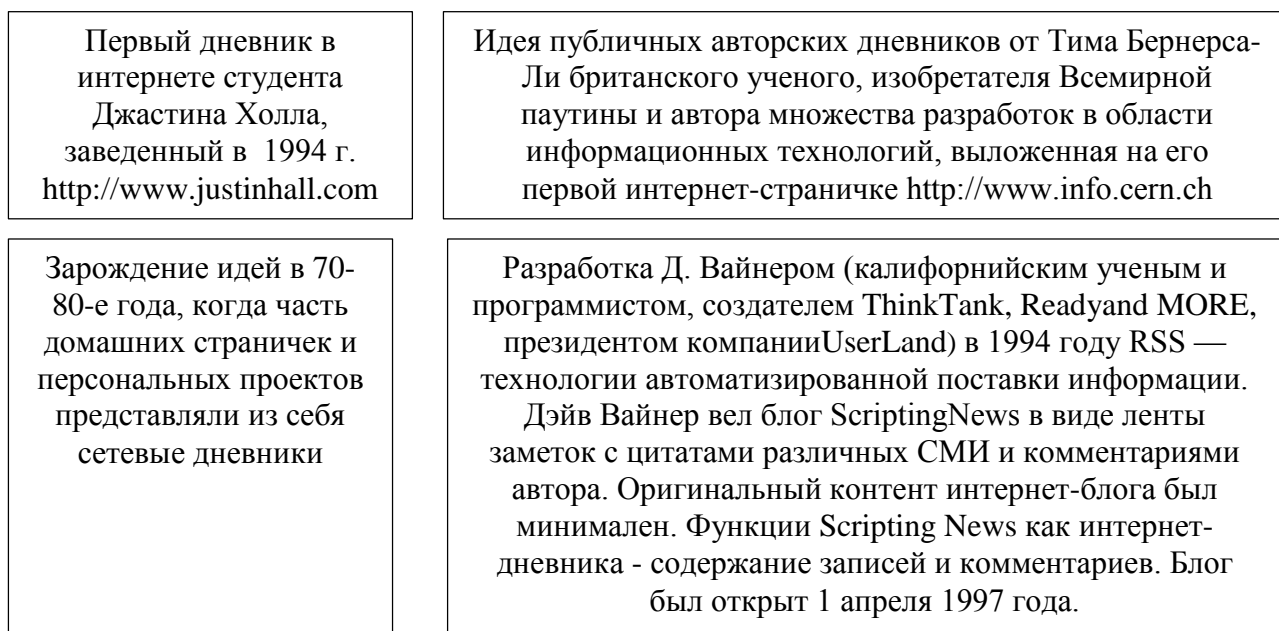 Первый дневник в
интернете студента
Джастина Холла,
заведенный в 1994 г.
http://www.justinhall.com
Идея публичных авторских дневников от Тима Бернерса-
Ли британского ученого, изобретателя Всемирной
паутины и автора множества разработок в области
информационных технологий, выложенная на его
первой интернет-страничке http://www.info.cern.ch
Зарождение идей в 70-
80-е года, когда часть
домашних страничек и
персональных проектов
представляли из себя
сетевые дневники
Разработка Д. Вайнером (калифорнийским ученым и
программистом, создателем ThinkTank, Readyand MORE,
президентом компанииUserLand) в 1994 году RSS —
технологии автоматизированной поставки информации.
Дэйв Вайнер вел блог ScriptingNews в виде ленты
заметок с цитатами различных СМИ и комментариями
автора. Оригинальный контент интернет-блога был
минимален. Функции Scripting News как интернет-
дневника - содержание записей и комментариев. Блог
был открыт 1 апреля 1997 года.